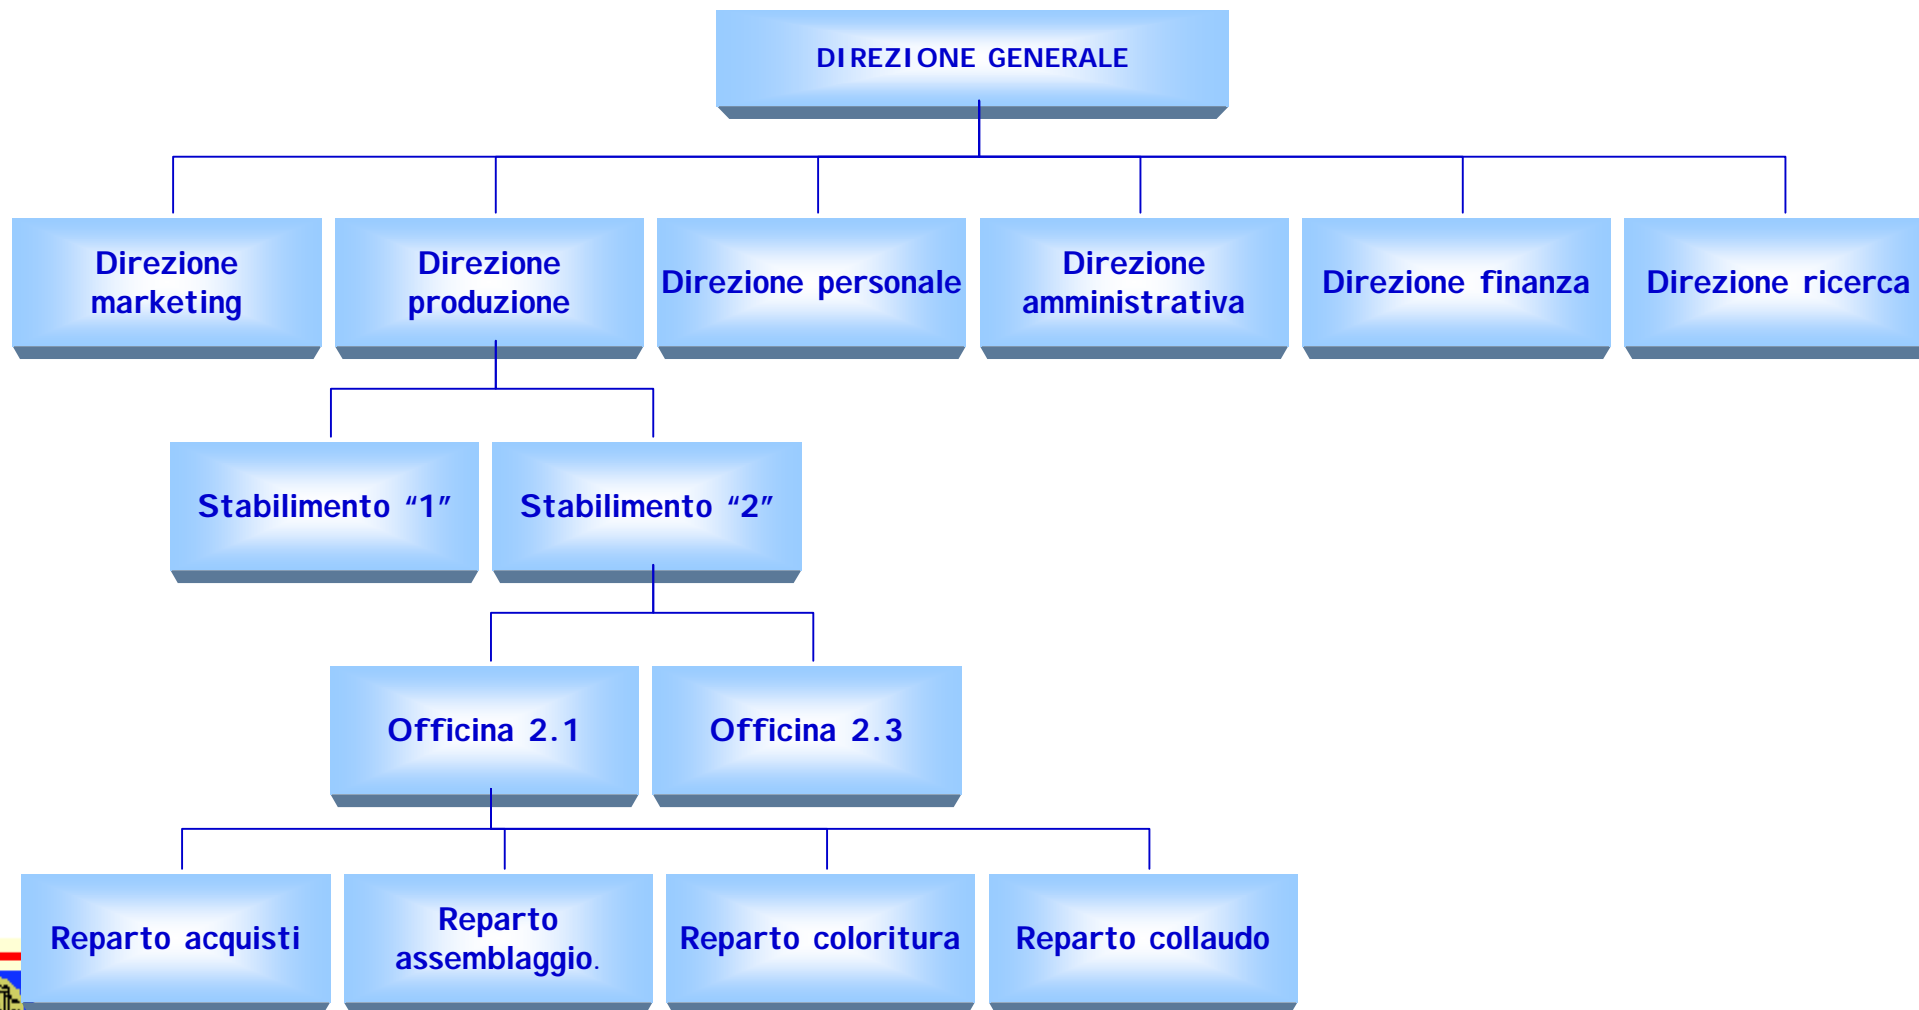 DIREZIONE GENERALE
Direzione
marketing
Direzione
produzione
Direzione personale
Direzione
amministrativa
Direzione finanza
Direzione ricerca
Stabilimento “1”
Stabilimento “2”
Officina 2.1
Officina 2.3
Reparto acquisti
Reparto
assemblaggio.
Reparto coloritura
Reparto collaudo